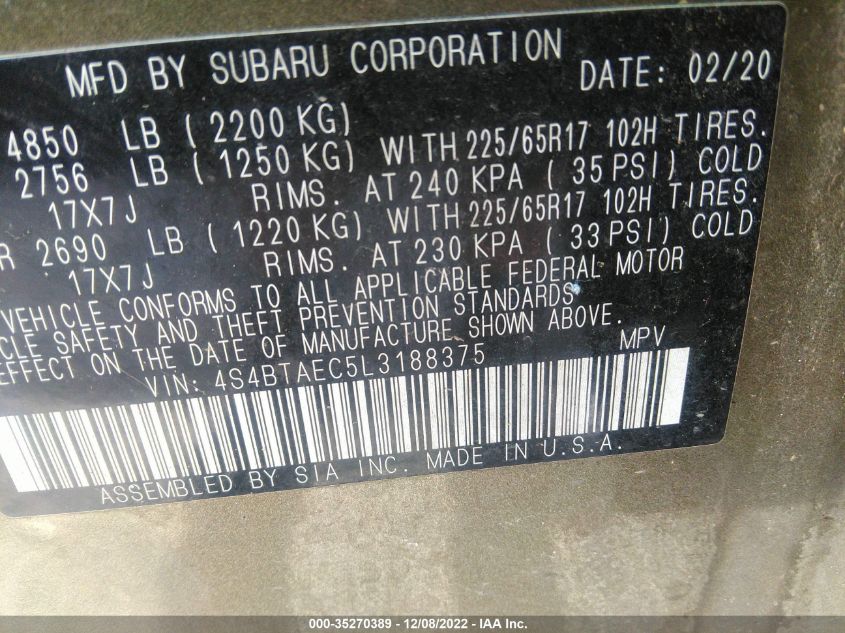 MFD BY SUBARU CORPORATION DATE: 02/20
4850 LB ( 2200 KG)
2756 LB ( 1250 KG) WITH 225/65R17 102H TIRES.
17X7J RIMS. AT 240 KPA ( 35 PSI) COLD
R 2690 LB ( 1220 KG) WITH 225/65R17 102H TIRES.
17X7J RIMS. AT 230 KPA ( 33 PSI) COLD
VEHICLE CONFORMS TO ALL APPLICABLE FEDERAL MOTOR
CLE SAFETY AND THEFT PREVENTION STANDARDS
EFFECT ON THE DATE OF MANUFACTURE SHOWN ABOVE.
VIN: 4S4BTAEC5L3188375 MPV
ASSEMBLED BY SIA INC. MADE IN U.S.A.
000-35270389 - 12/08/2022 - IAA Inc.